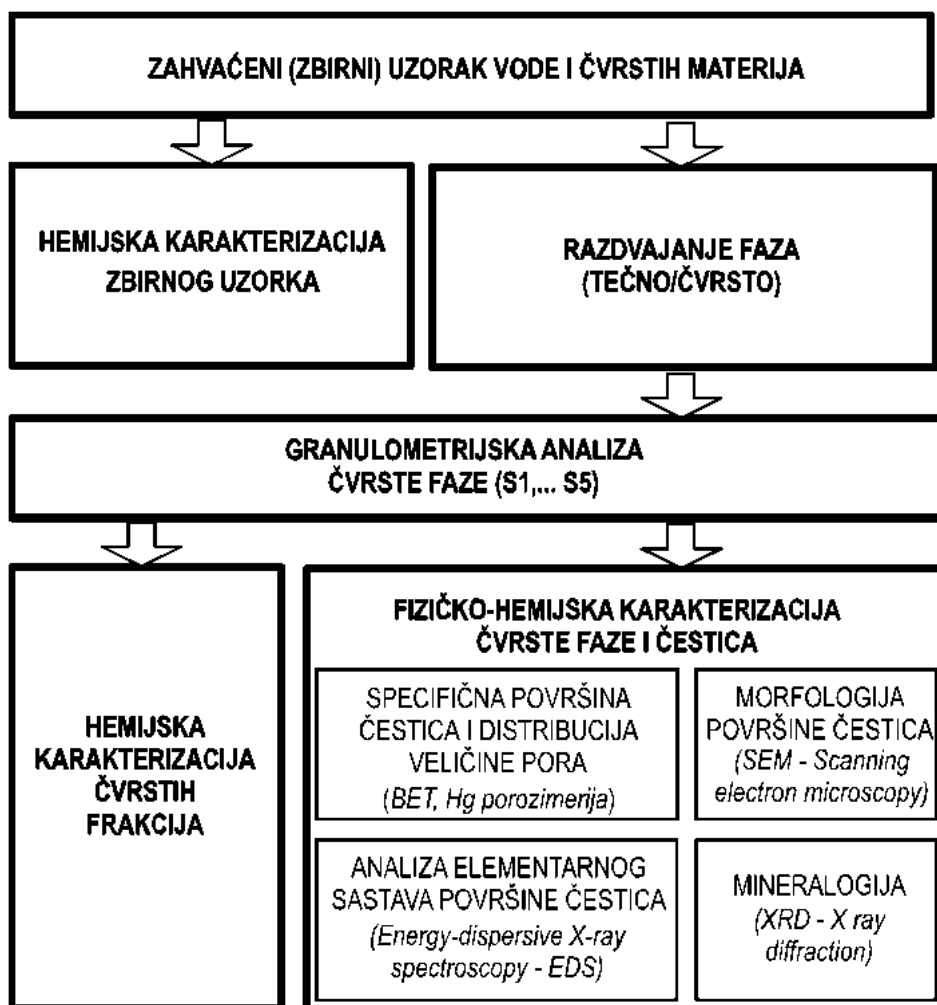 ZAHVAĆENI (ZBIRNI) UZORAK VODE I ČVRSTIH MATERIJA
HEMIJSKA KARAKTERIZACIJA
ZBIRNOG UZORKA
RAZDVAJANJE FAZA
(TEČNO/ČVRSTO)
GRANULOMETRIJSKA ANALIZA
ČVRSTE FAZE (S1,... S5)
HEMIJSKA
KARAKTERIZACIJA
ČVRSTIH
FRAKCIJA
FIZIČKO-HEMIJSKA KARAKTERIZACIJA
ČVRSTE FAZE I ČESTICA
SPECIFIČNA POVRŠINA
ČESTICA I DISTRIBUCIJA
VELIČINE PORA
(BET, Hg porozimerija)
MORFOLOGIJA
POVRŠINE ČESTICA
(SEM - Scanning
electron microscopy)
ANALIZA ELEMENTARNOG
SASTAVA POVRŠINE ČESTICA
(Energy-dispersive X-ray
spectroscopy - EDS)
MINERALOGIJA
(XRD - X ray
diffraction)